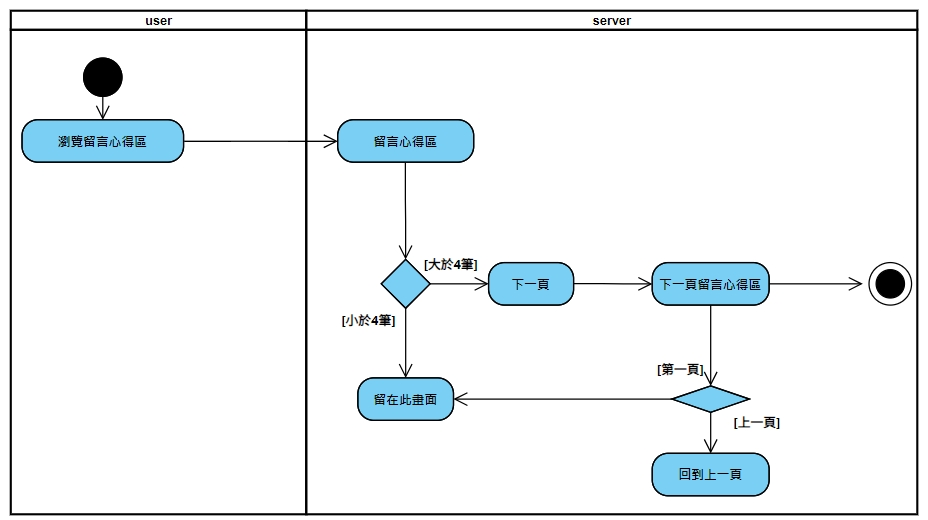 user
server
瀏覽留言心得區
留言心得區
[大於4筆]
下一頁
下一頁留言心得區
[小於4筆]
[第一頁]
留在此畫面
[上一頁]
回到上一頁